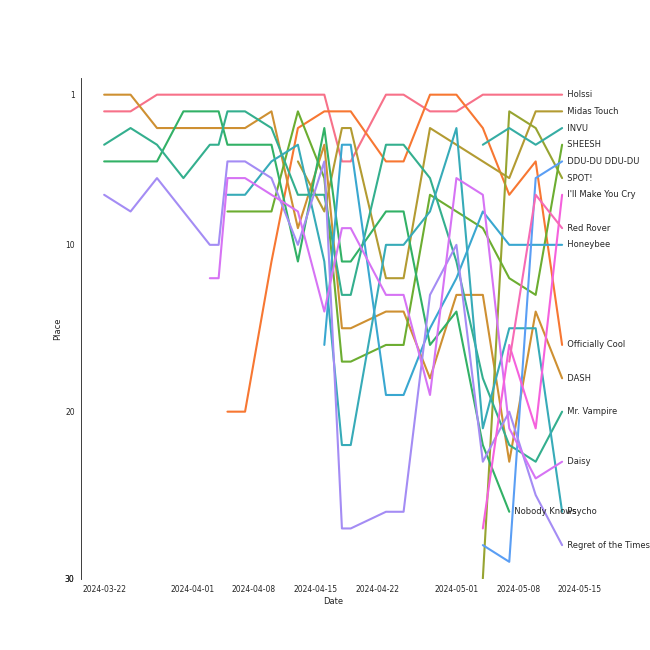 1
Holssi
Midas Touch
INVU
SHEESH
DDU-DU DDU-DU
SPOT!
I'll Make You Cry
Red Rover
10
Honeybee
Place
Officially Cool
DASH
20
Mr. Vampire
Daisy
Nobody Knows
Psycho
Regret of the Times
30
2024-03-22
2024-04-01
2024-04-08
2024-04-15
2024-04-22
2024-05-01
2024-05-08
2024-05-15
Date